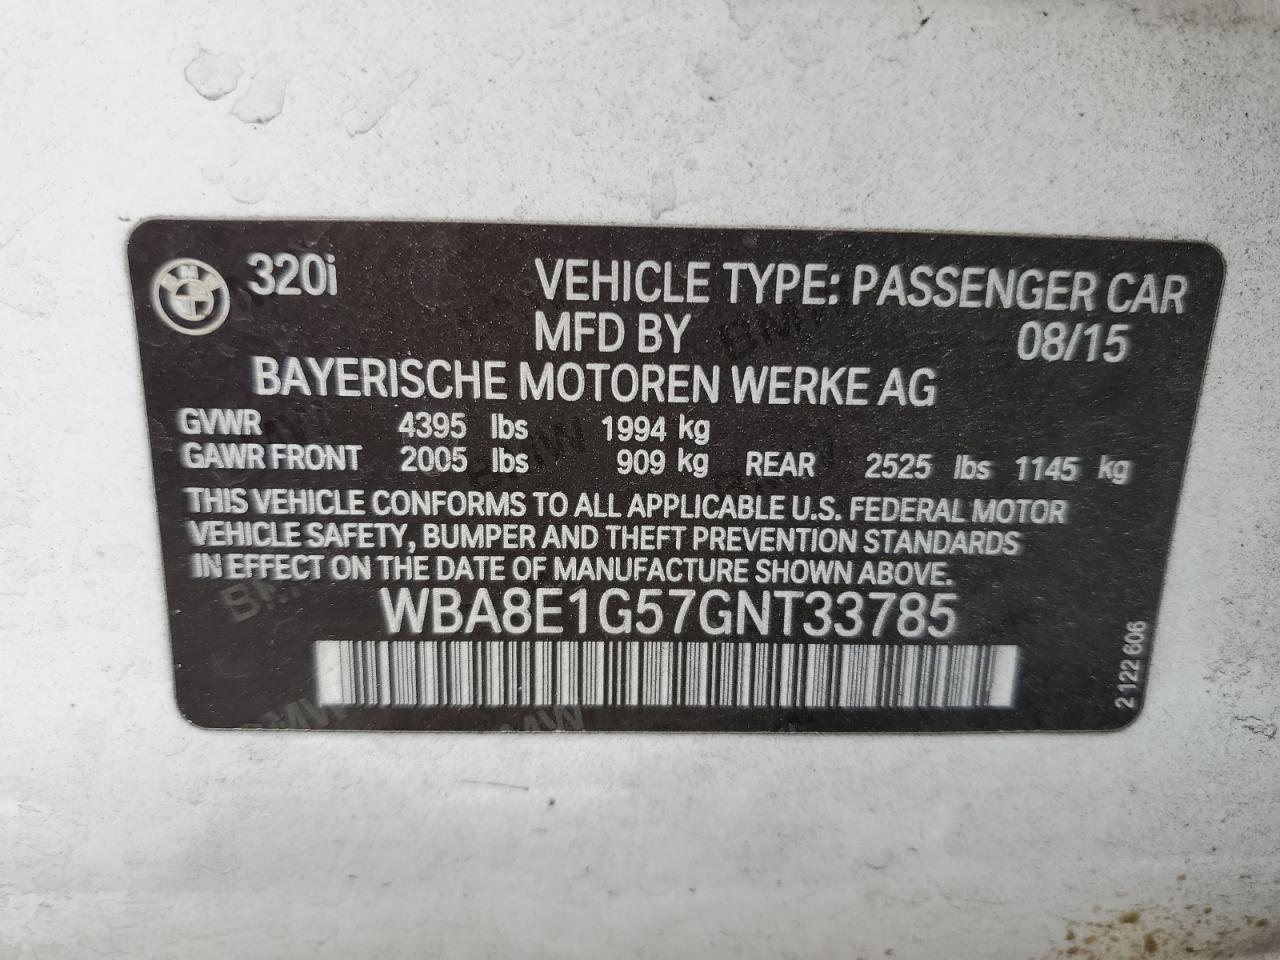 320i VEHICLE TYPE: PASSENGER CAR
MFD BY 08/15
BAYERISCHE MOTOREN WERKE AG
GVWR 4395 lbs 1994 kg
GAWR FRONT 2005 lbs 909 kg REAR 2525 lbs 1145 kg
THIS VEHICLE CONFORMS TO ALL APPLICABLE U.S. FEDERAL MOTOR
VEHICLE SAFETY, BUMPER AND THEFT PREVENTION STANDARDS
IN EFFECT ON THE DATE OF MANUFACTURE SHOWN ABOVE.
WBA8E1G57GNT33785
2 122 606